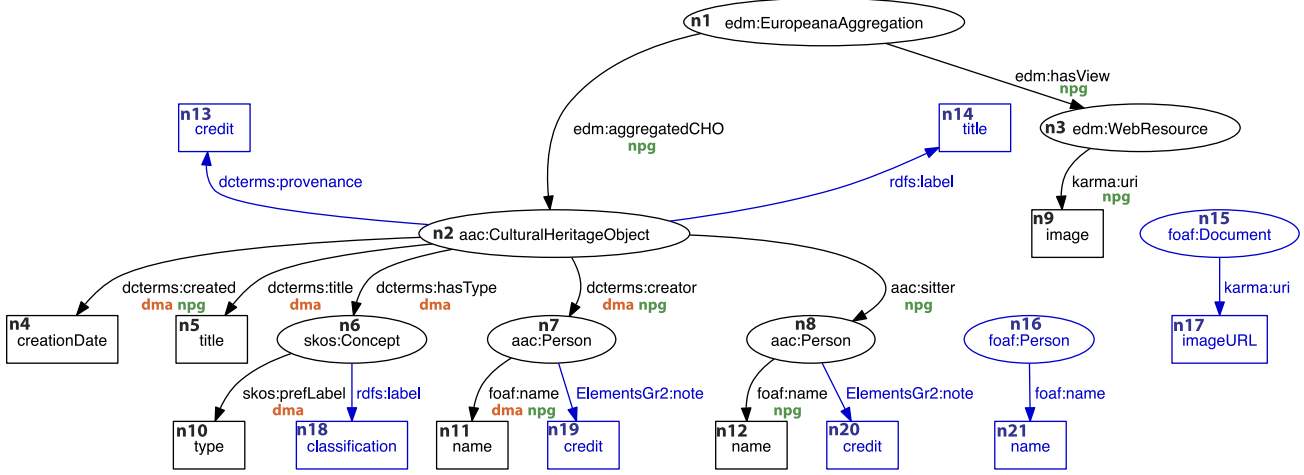 n1 edm:EuropeanaAggregation
edm:hasView
npg
n13
credit
n14
title
edm:aggregatedCHO
npg
n3 edm:WebResource
dcterms:provenance
rdfs:label
karma:uri
npg
n9
image
n15
foaf:Document
n2 aac:CulturalHeritageObject
dcterms:created
dma npg
dcterms:title
dma
dcterms:hasType
dma
dcterms:creator
dma npg
aac:sitter
npg
karma:uri
n4
creationDate
n5
title
n6
skos:Concept
n7
aac:Person
n8
aac:Person
n16
foaf:Person
n17
imageURL
skos:prefLabel
dma
rdfs:label
foaf:name
dma npg
ElementsGr2:note
foaf:name
npg
ElementsGr2:note
foaf:name
n10
type
n18
classification
n11
name
n19
credit
n12
name
n20
credit
n21
name